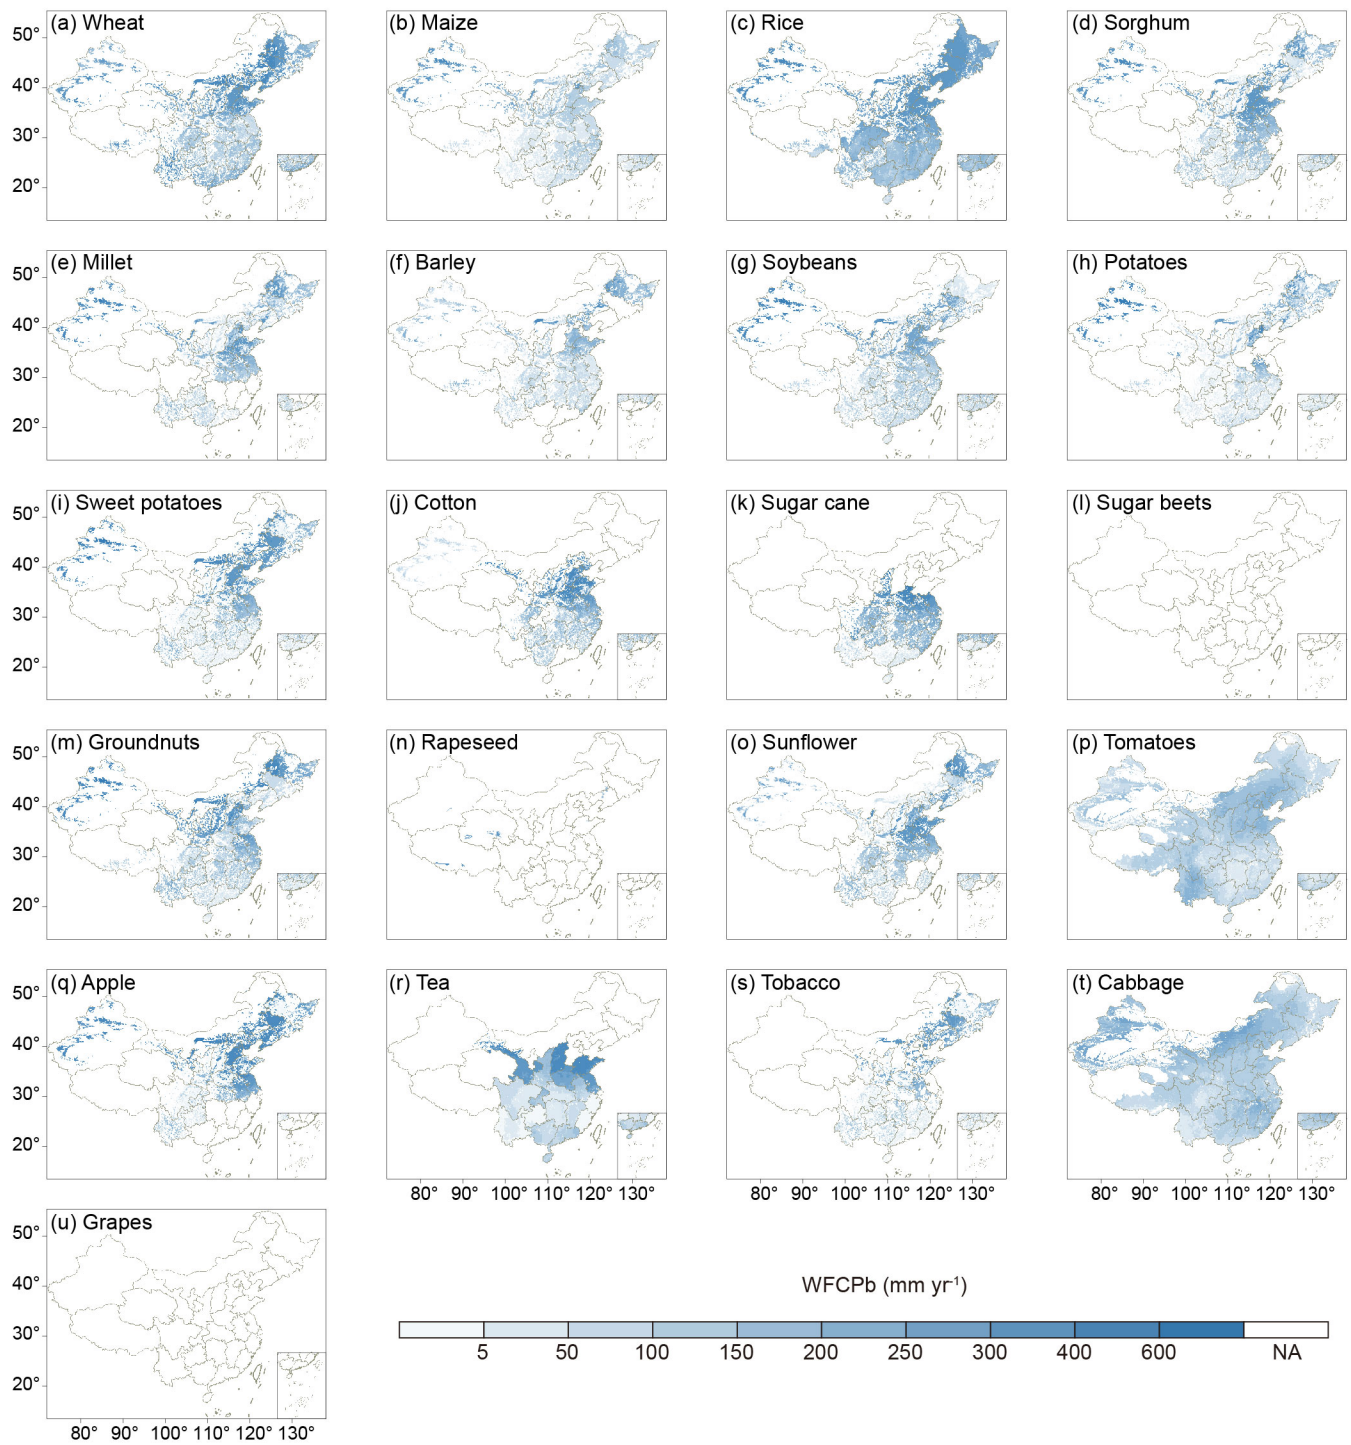 (a) Wheat
(b) Maize
(c) Rice
(d) Sorghum
50°
40°
30°
20°
(e) Millet
(f) Barley
(g) Soybeans
(h) Potatoes
50°
40°
30°
20°
(i) Sweet potatoes
(j) Cotton
(k) Sugar cane
(l) Sugar beets
50°
40°
30°
20°
(m) Groundnuts
(n) Rapeseed
(o) Sunflower
(p) Tomatoes
50°
40°
30°
20°
(q) Apple
(r) Tea
(s) Tobacco
(t) Cabbage
50°
40°
30°
20°
80° 90° 100° 110° 120° 130°
80° 90° 100° 110° 120° 130°
80° 90° 100° 110° 120° 130°
(u) Grapes
50°
40°
30°
20°
80° 90° 100° 110° 120° 130°
WFCPb (mm yr⁻¹)
5 50 100 150 200 250 300 400 600 NA